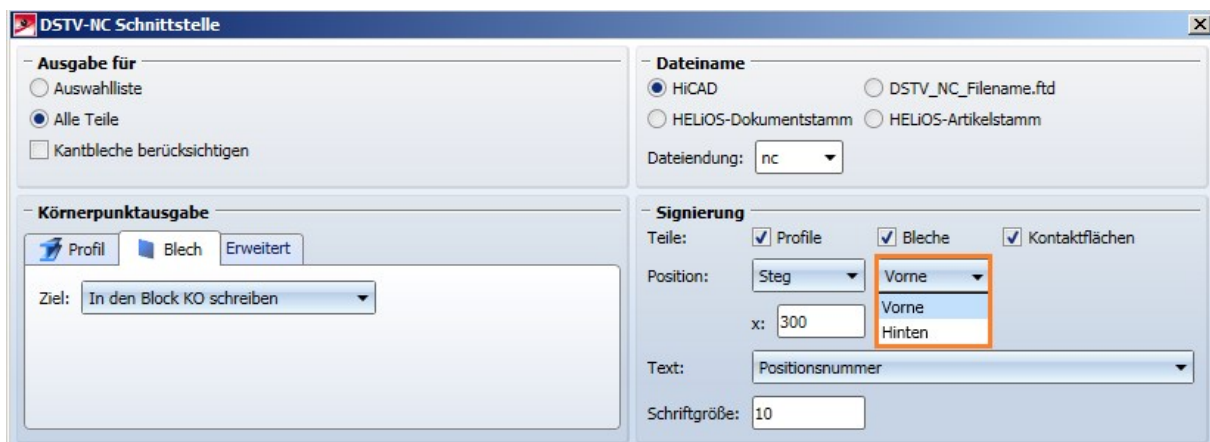 DSTV-NC Schnittstelle
Ausgabe für
Auswahlliste
Alle Teile
Kantbleche berücksichtigen
Dateiname
HiCAD
DSTV_NC_Filename.ftd
HELiOS-Dokumentstamm
HELiOS-Artikelstamm
Dateiendung: nc
Körnerpunktausgabe
Profil Blech Erweitert
Ziel: In den Block KO schreiben
Signierung
Teile: Profile Bleche Kontaktflächen
Position: Steg Vorne
Vorne
x: 300
Hinten
Text: Positionsnummer
Schriftgröße: 10